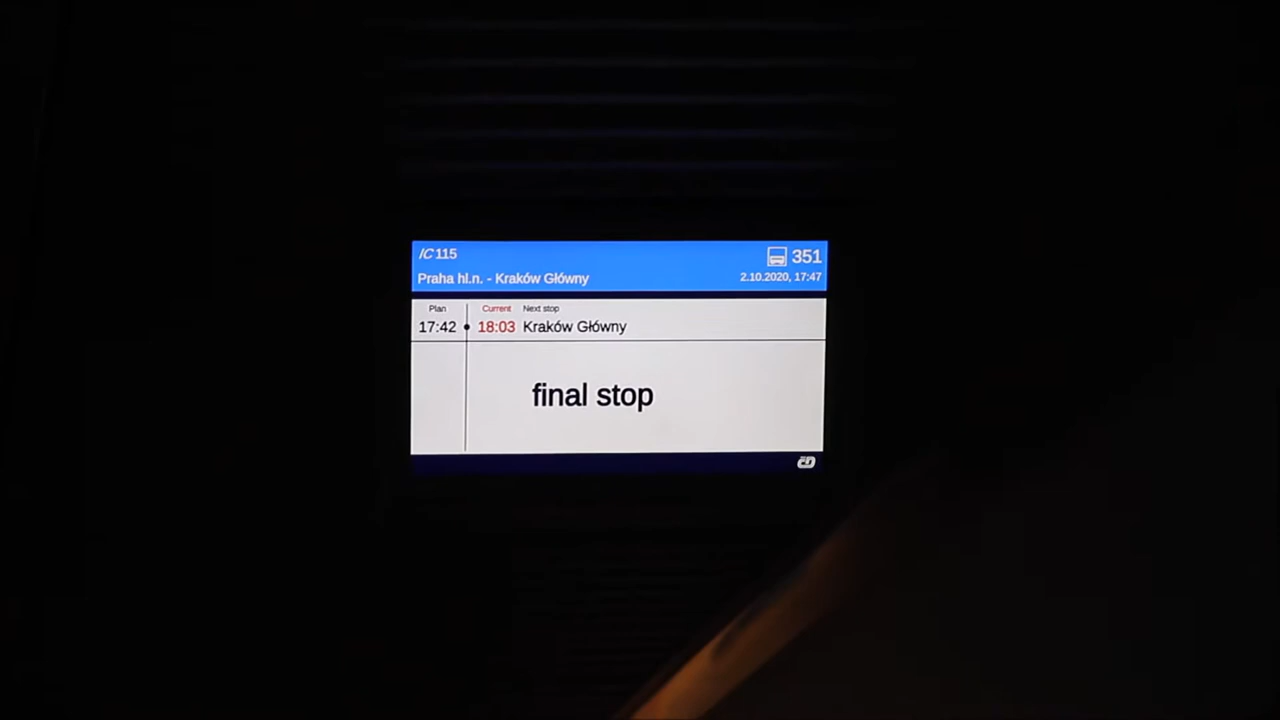 IC 115
351
Praha hl.n. - Kraków Główny
2.10.2020, 17:47
Plan Current Next stop
17:42 18:03 Kraków Główny
final stop
ČD